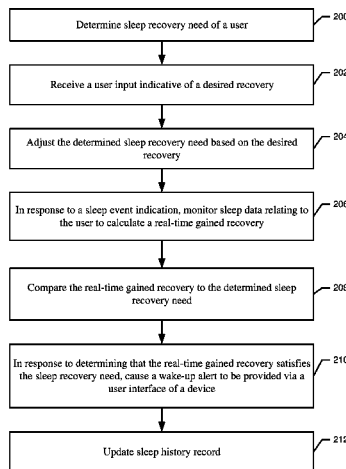 Determine sleep recovery need of a user
200
Receive a user input indicative of a desired recovery
202
Adjust the determined sleep recovery need based on the desired
recovery
204
In response to a sleep event indication, monitor sleep data relating to
the user to calculate a real-time gained recovery
206
Compare the real-time gained recovery to the determined sleep
recovery need
208
In response to determining that the real-time gained recovery satisfies
the sleep recovery need, cause a wake-up alert to be provided via a
user interface of a device
210
Update sleep history record
212